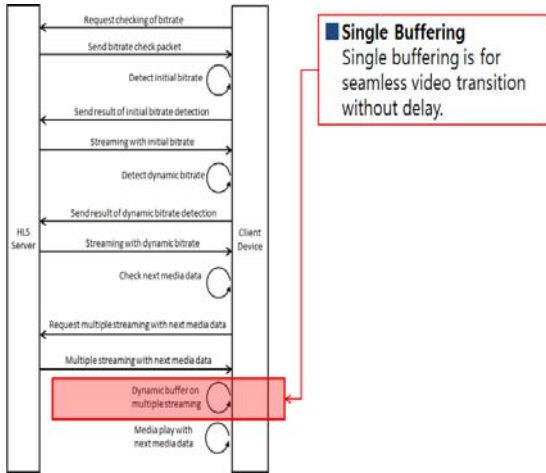 Request checking of bitrate
Send bitrate check packet
Detect initial bitrate
Send result of initial bitrate detection
Streaming with initial bitrate
Detect dynamic bitrate
Send result of dynamic bitrate detection
HLS
Server
Client
Device
Streaming with dynamic bitrate
Check next media data
Request multiple streaming with next media data
Multiple streaming with next media data
Dynamic buffer on
multiple streaming
Media play with
next media data
Single Buffering
Single buffering is for
seamless video transition
without delay.